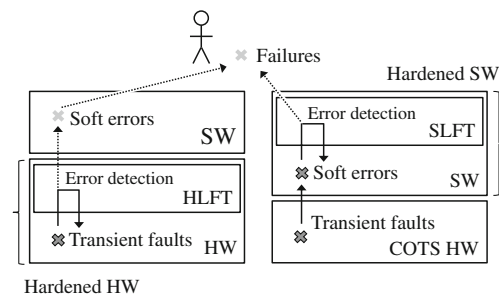 Failures
Hardened SW
Soft errors
SW
Error detection
HLFT
Transient faults
HW
Hardened HW
Error detection
SLFT
Soft errors
SW
Transient faults
COTS HW